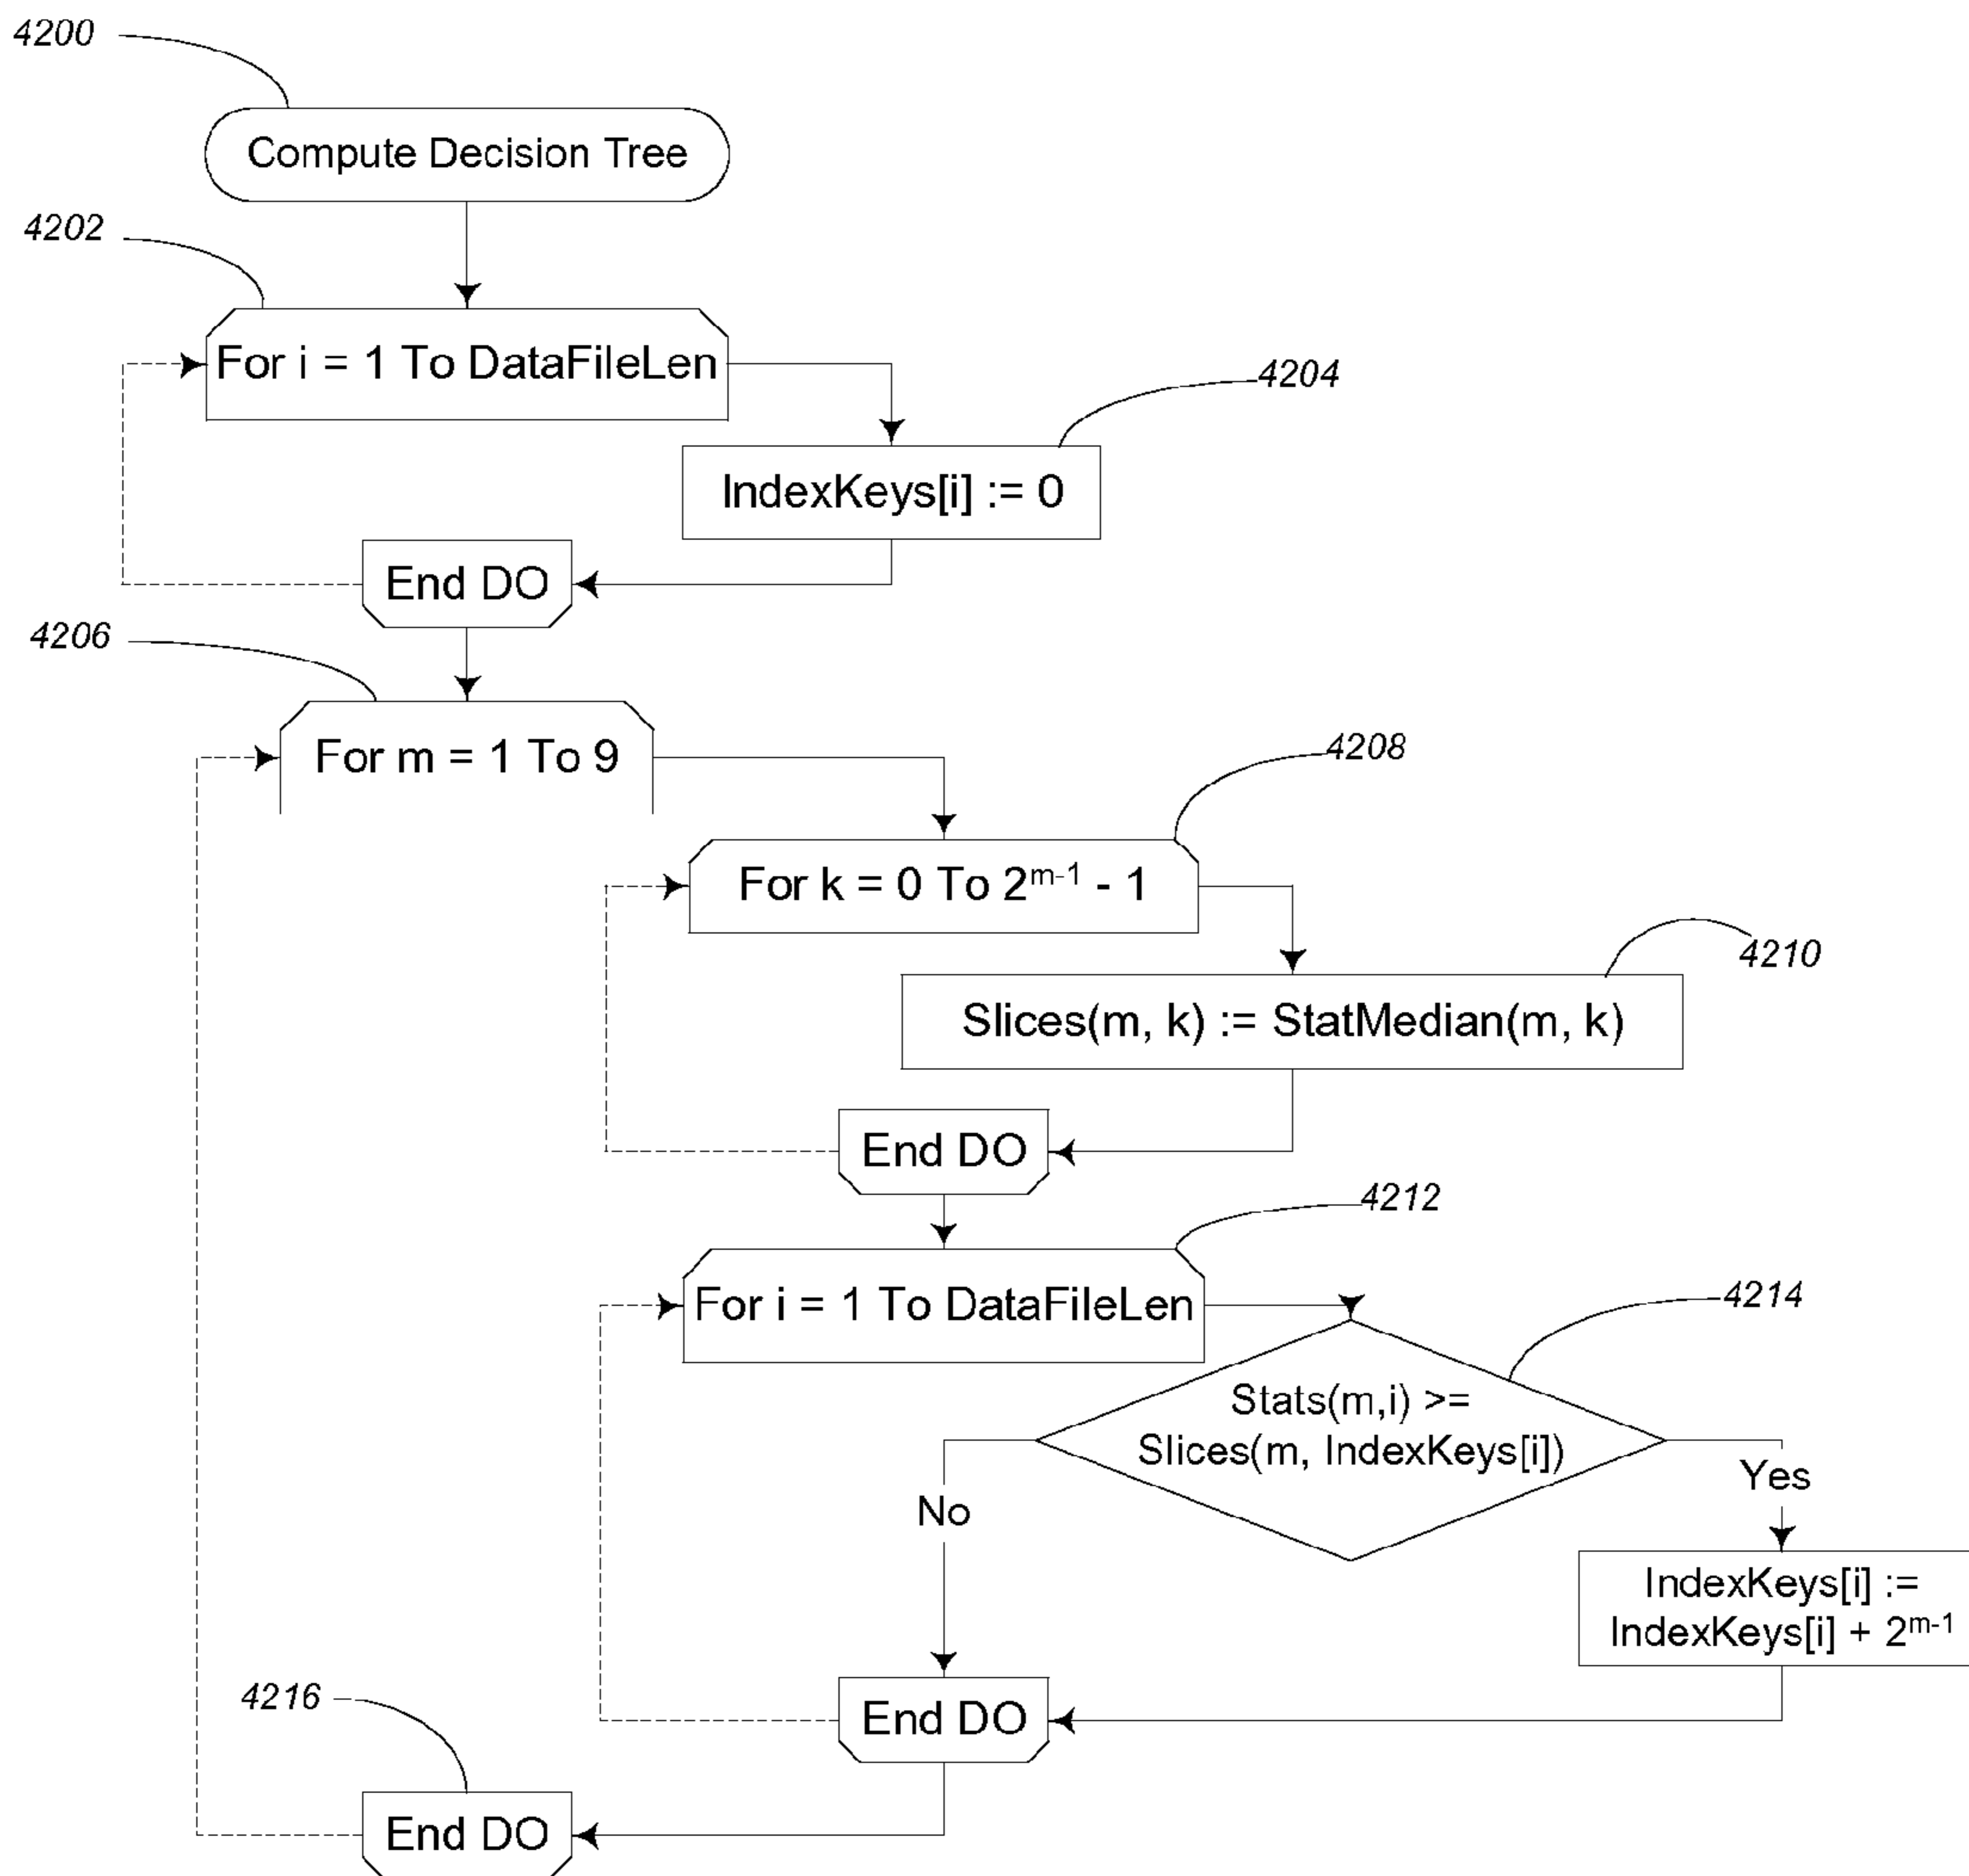 4200
Compute Decision Tree
4202
For i = 1 To DataFileLen
4204
IndexKeys[i] := 0
End DO
4206
For m = 1 To 9
4208
For k = 0 To 2^{m-1} - 1
4210
Slices(m, k) := StatMedian(m, k)
End DO
4212
For i = 1 To DataFileLen
4214
Stats(m,i) >=
Slices(m, IndexKeys[i])
Yes
No
IndexKeys[i] :=
IndexKeys[i] + 2^{m-1}
End DO
4216
End DO